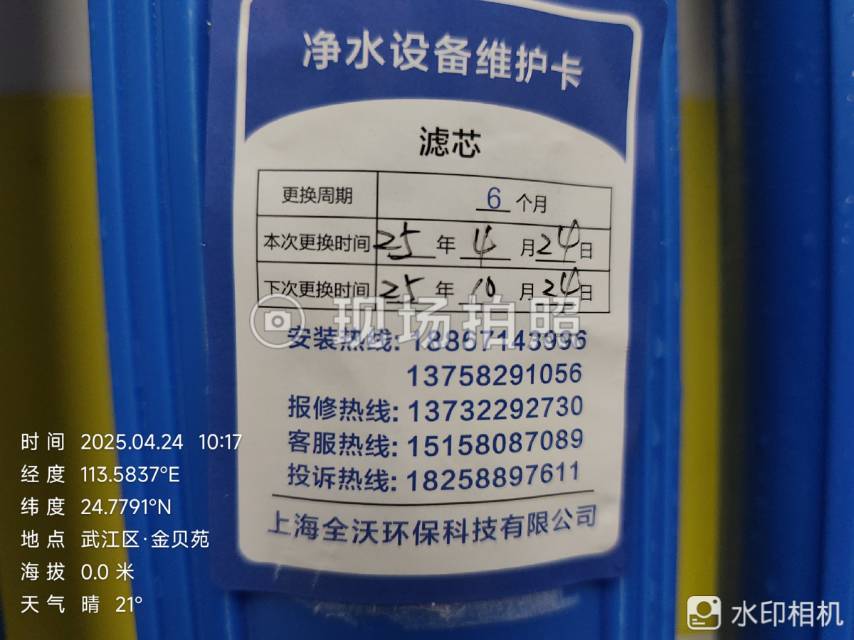 净水设备维护卡
滤芯
更换周期 6 个月
本次更换时间 25 年 4 月 24 日
下次更换时间 25 年 10 月 24 日
现场拍照
安装热线: 18867143996
13758291056
报修热线: 13732292730
客服热线: 15158087089
投诉热线: 18258897611
上海全沃环保科技有限公司
时间 2025.04.24 10:17
经度 113.5837°E
纬度 24.7791°N
地点 武江区·金贝苑
海拔 0.0 米
天气 晴 21°
水印相机